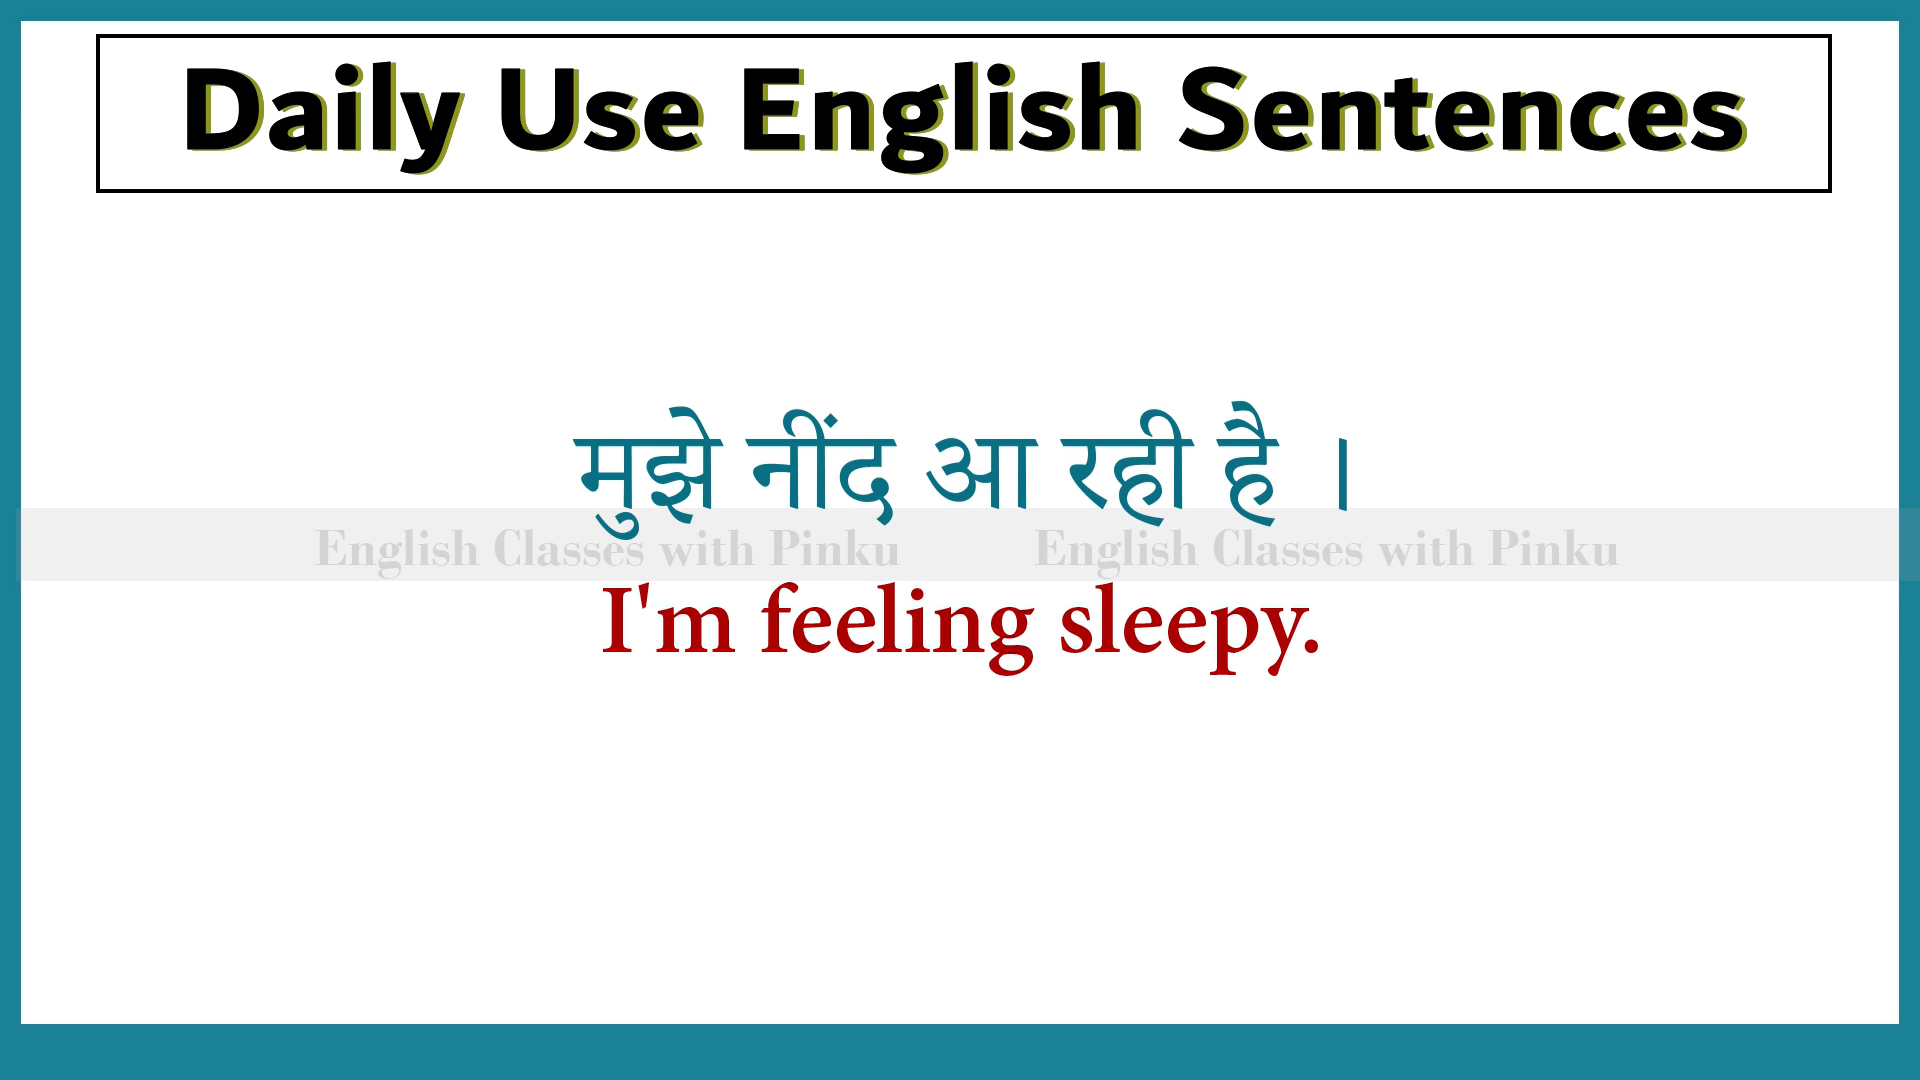 Daily Use English Sentences
मुझे नींद आ रही है ।
English Classes with Pinku English Classes with Pinku
I'm feeling sleepy.